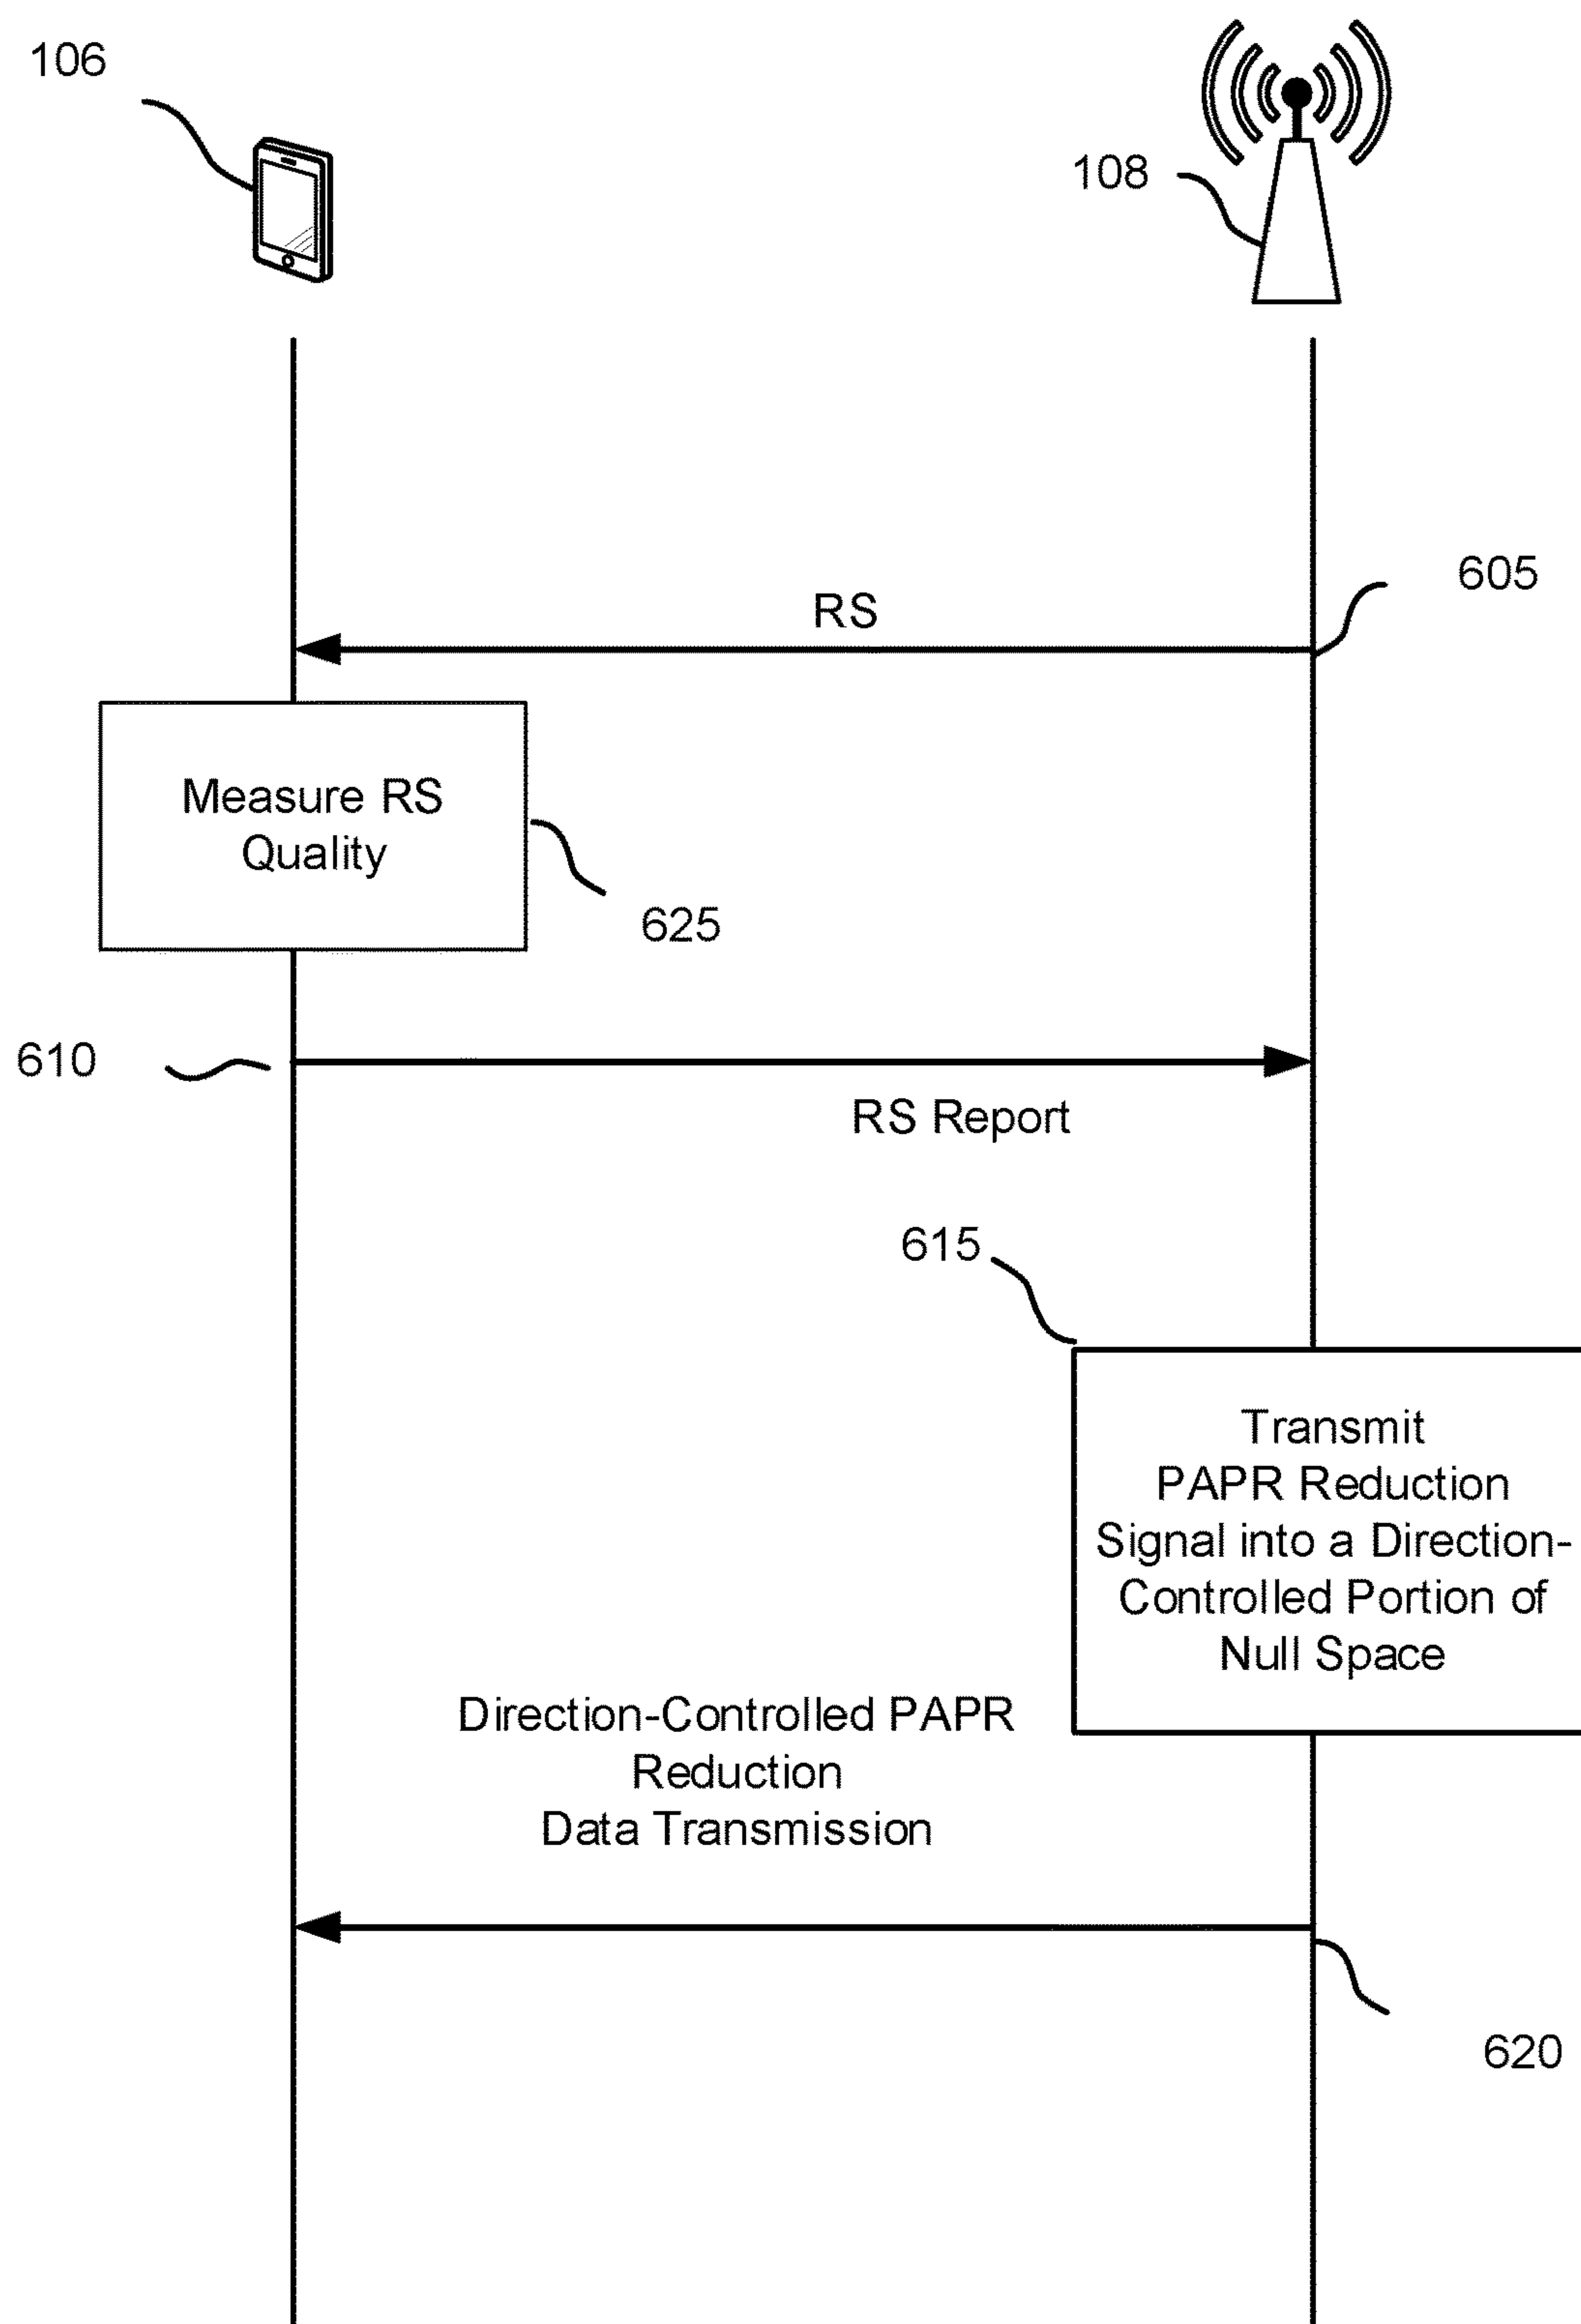 106
108
605
RS
Measure RS
Quality
625
610
RS Report
615
Transmit
PAPR Reduction
Signal into a Direction-
Controlled Portion of
Null Space
Direction-Controlled PAPR
Reduction
Data Transmission
620